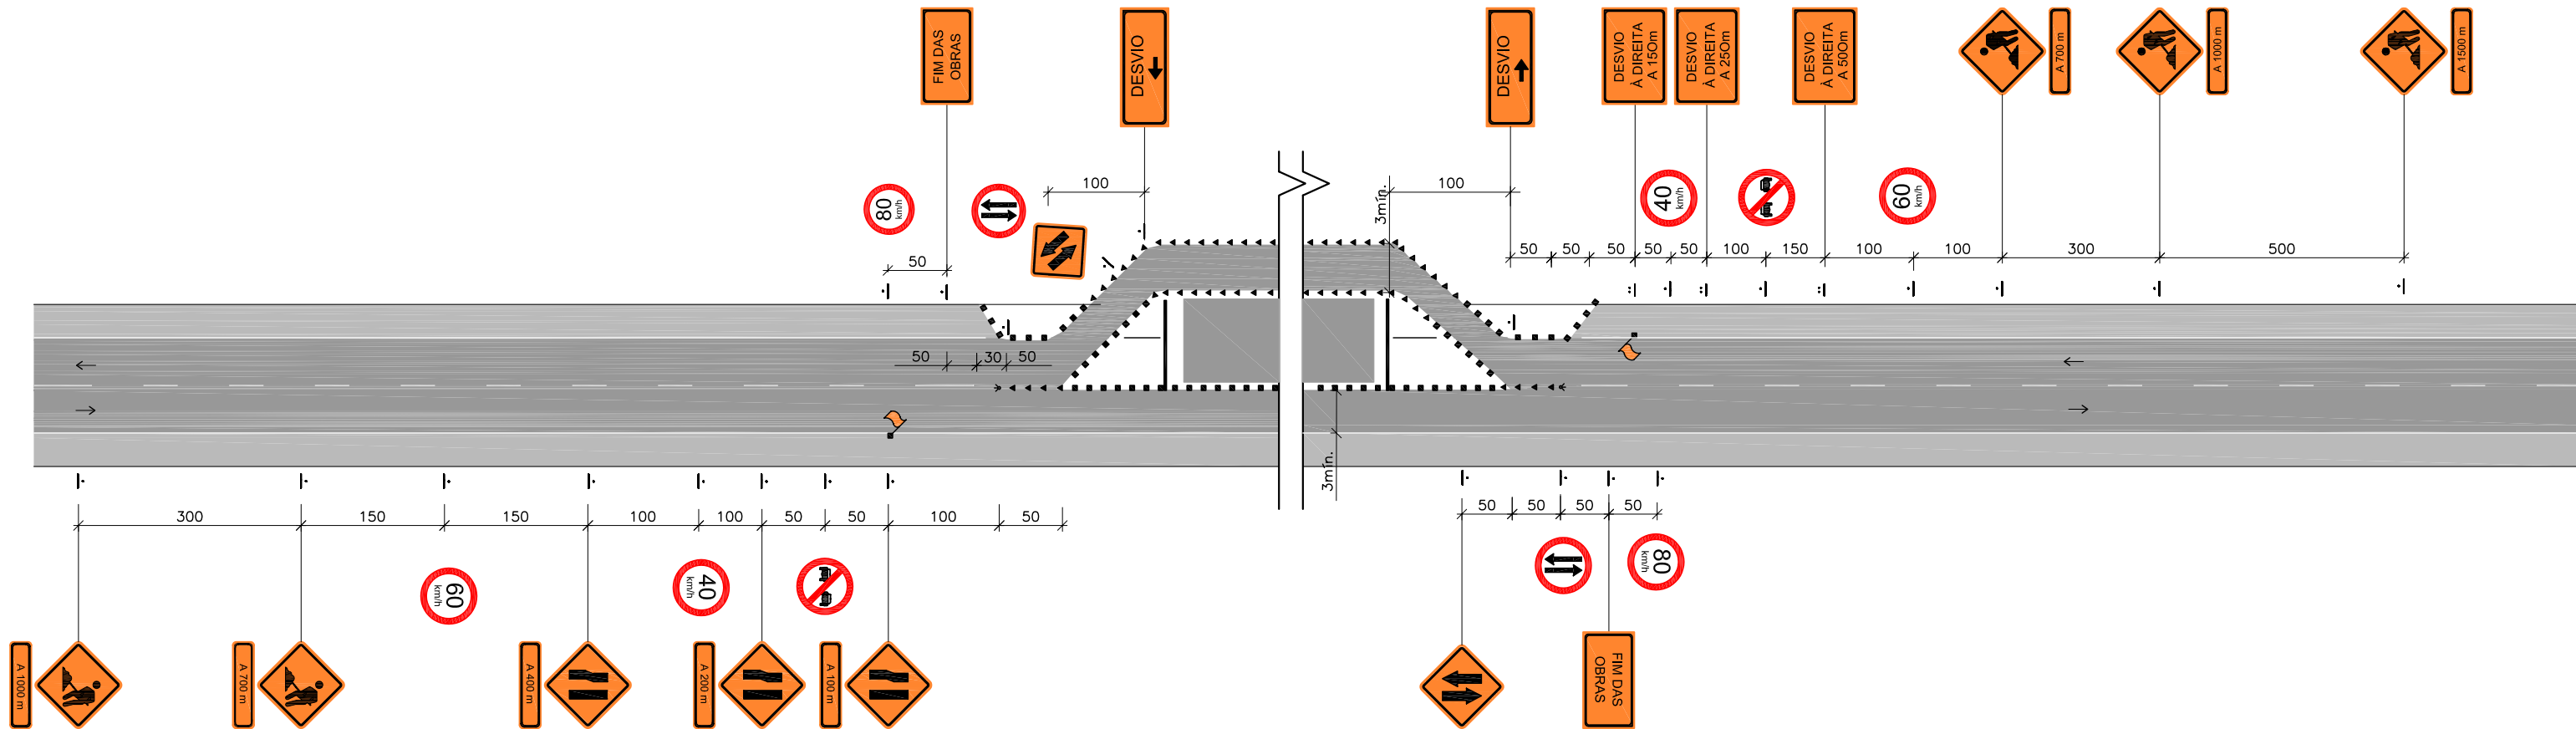 FIM DAS
OBRAS
DESVIO
DESVIO
DESVIO
À DIREITA
A 150m
DESVIO
À DIREITA
A 250m
DESVIO
À DIREITA
A 500m
A 700 m
A 1000 m
A 1500 m
80
km/h
100
3mín.
100
40
km/h
60
km/h
50
50
50
50
50
50
100
150
100
100
300
500
50
30
50
3mín.
300
150
150
100
100
50
50
100
50
50
50
50
50
60
km/h
40
km/h
80
km/h
A 1000 m
A 700 m
A 400 m
A 200 m
A 100 m
FIM DAS
OBRAS